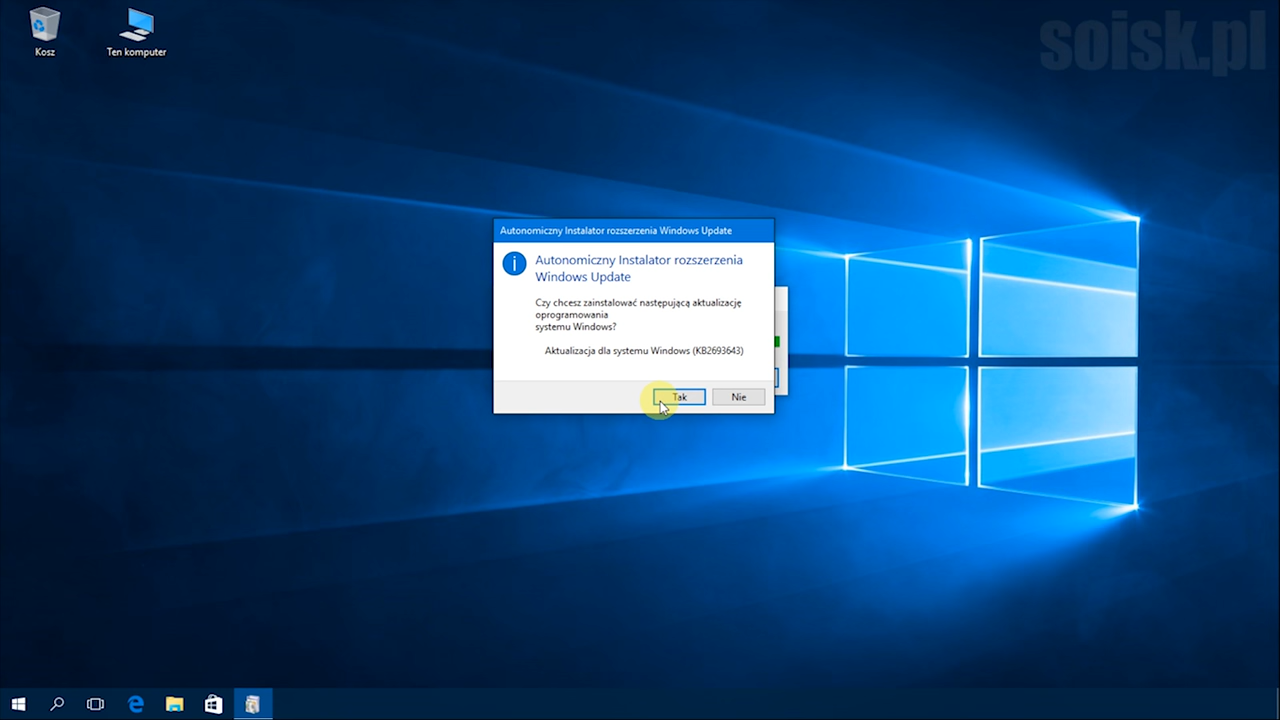 soisk.pl
Kosz
Ten komputer
Autonomiczny Instalator rozszerzenia Windows Update
Autonomiczny Instalator rozszerzenia
Windows Update
Czy chcesz zainstalować następującą aktualizację
oprogramowania
systemu Windows?
Aktualizacja dla systemu Windows (KB2693643)
Tak
Nie